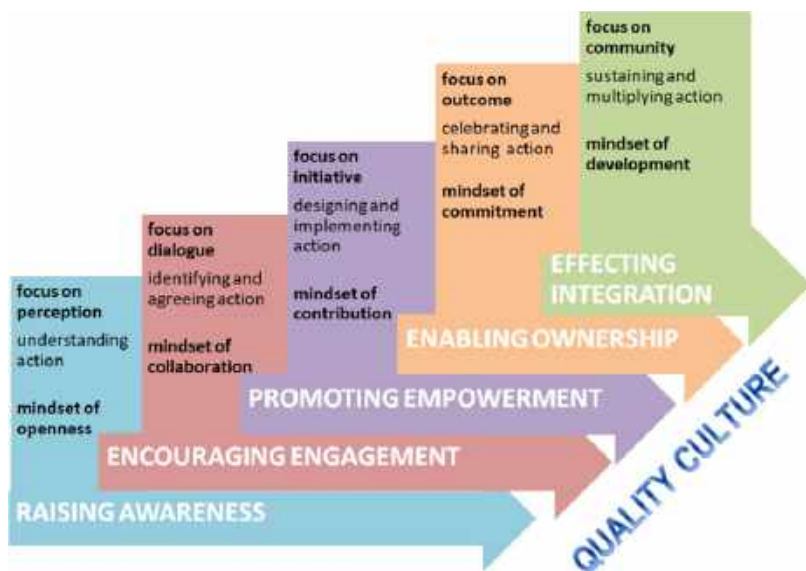 focus on
perception
understanding
action
mindset of
openness
RAISING AWARENESS
focus on
dialogue
identifying and
agreeing action
mindset of
collaboration
ENCOURAGING ENGAGEMENT
focus on
initiative
designing and
implementing
action
mindset of
contribution
PROMOTING EMPOWERMENT
focus on
outcome
celebrating and
sharing action
mindset of
commitment
ENABLING OWNERSHIP
focus on
community
sustaining and
multiplying action
mindset of
development
EFFECTING
INTEGRATION
QUALITY CULTURE